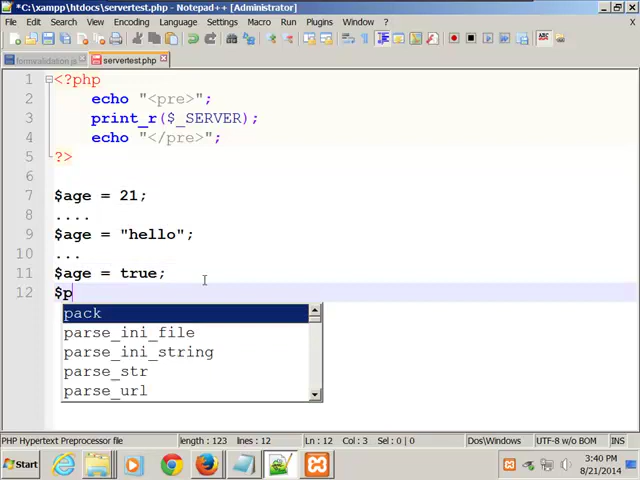 *C:\xampp\htdocs\servertest.php - Notepad++ [Administrator]
File Edit Search View Encoding Language Settings Macro Run Plugins Window ?
X
formvalidation.js servertest.php
1 <?php
2 echo "<pre>";
3 print_r($_SERVER);
4 echo "</pre>";
5 ?>
6
7 $age = 21;
8 ....
9 $age = "hello";
10 ...
11 $age = true;
12 $p
pack
parse_ini_file
parse_ini_string
parse_str
parse_url
PHP Hypertext Preprocessor file length : 123 lines : 12 Ln : 12 Col : 3 Sel : 0 | 0 Dos\Windows UTF-8 w/o BOM INS
Start 3:40 PM
8/21/2014